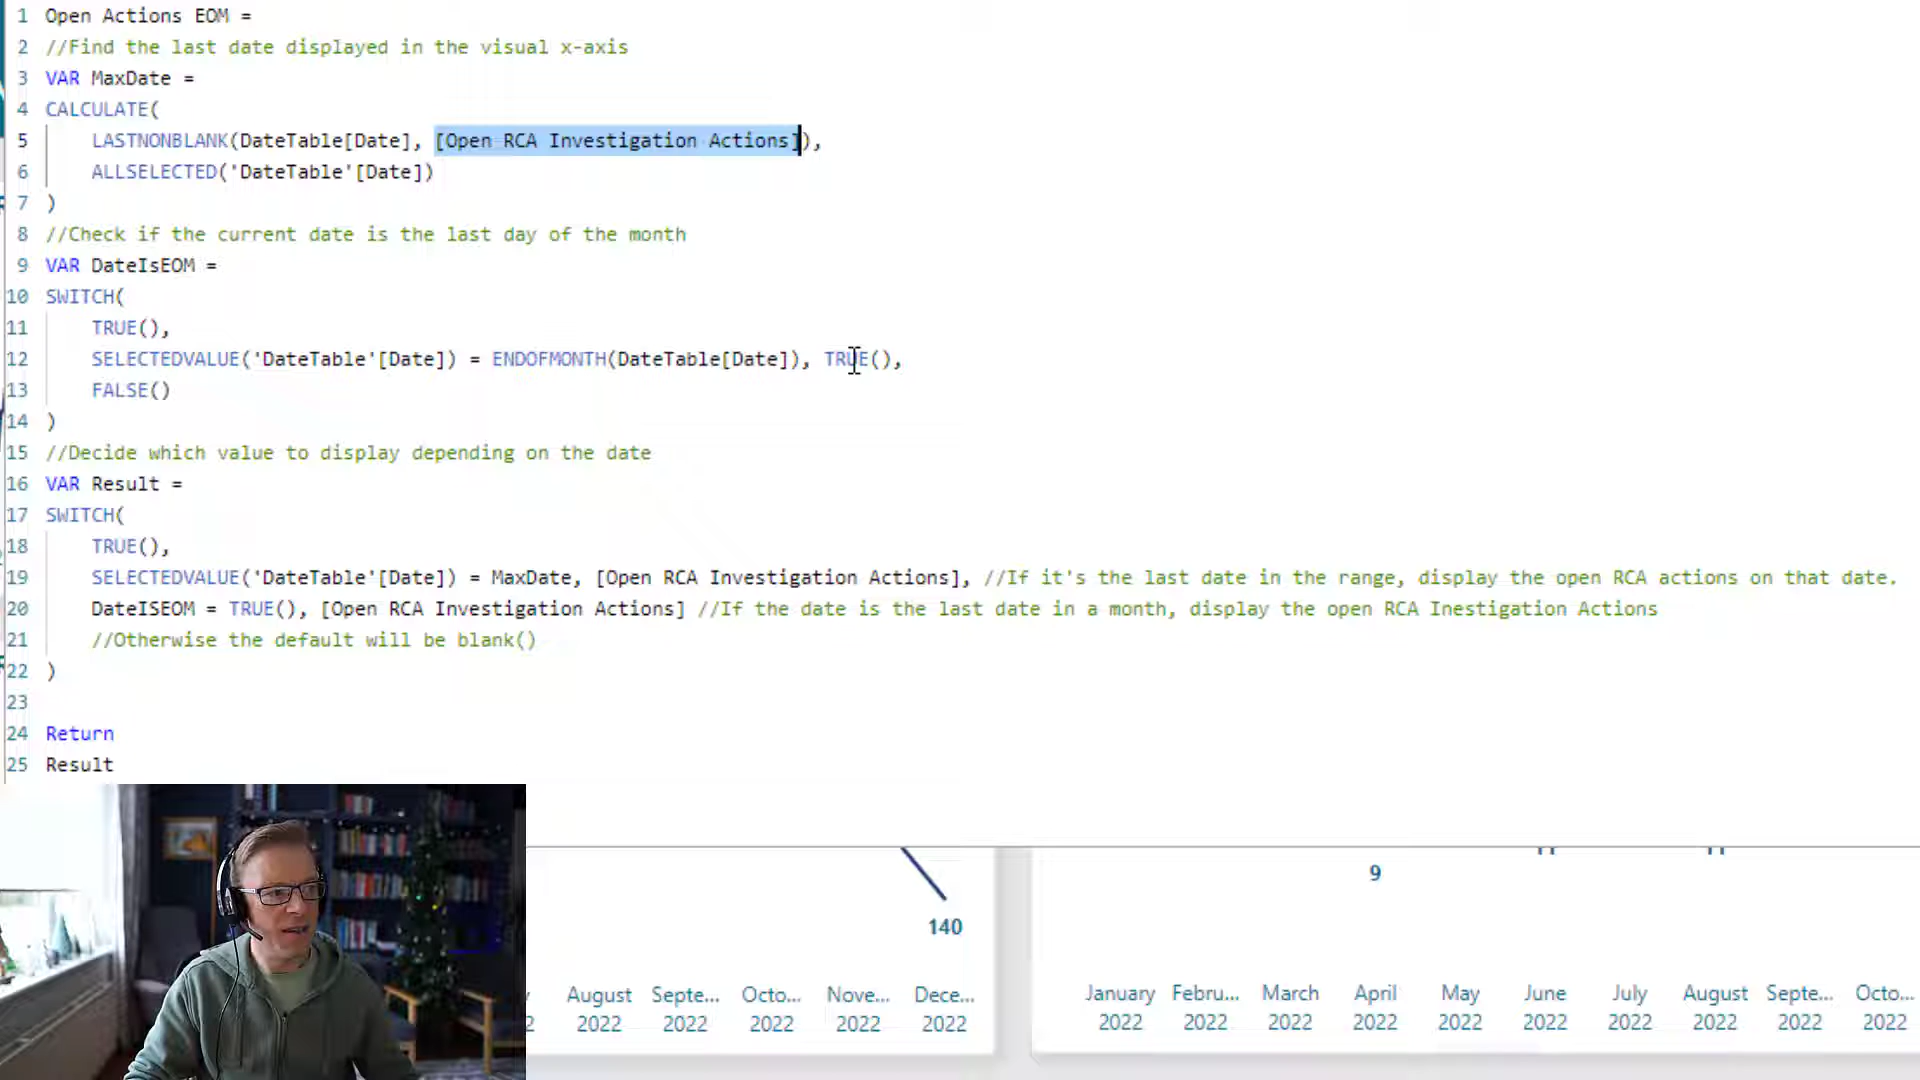 1 Open Actions EOM =
2 //Find the last date displayed in the visual x-axis
3 VAR MaxDate =
4 CALCULATE(
5 LASTNONBLANK(DateTable[Date], [Open RCA Investigation Actions]),
6 ALLSELECTED('DateTable'[Date])
7 )
8 //Check if the current date is the last day of the month
9 VAR DateIsEOM =
10 SWITCH(
11 TRUE(),
12 SELECTEDVALUE('DateTable'[Date]) = ENDOFMONTH(DateTable[Date]), TRUE(),
13 FALSE()
14 )
15 //Decide which value to display depending on the date
16 VAR Result =
17 SWITCH(
18 TRUE(),
19 SELECTEDVALUE('DateTable'[Date]) = MaxDate, [Open RCA Investigation Actions], //If it's the last date in the range, display the open RCA actions on that date.
20 DateISEOM = TRUE(), [Open RCA Investigation Actions] //If the date is the last date in a month, display the open RCA Inestigation Actions
21 //Otherwise the default will be blank()
22 )
23
24 Return
25 Result
140
August Septe... Octo... Nove... Dece...
2022 2022 2022 2022 2022
9
January Febru... March April May June July August Septe... Octo...
2022 2022 2022 2022 2022 2022 2022 2022 2022 2022